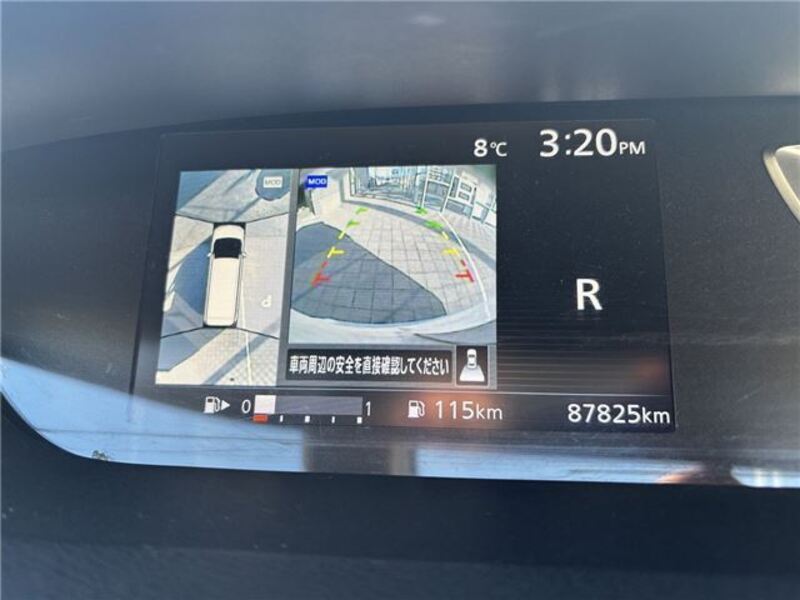 8℃ 3:20PM
MOD MOD
P
R
車両周辺の安全を直接確認してください
0 1 115km 87825km